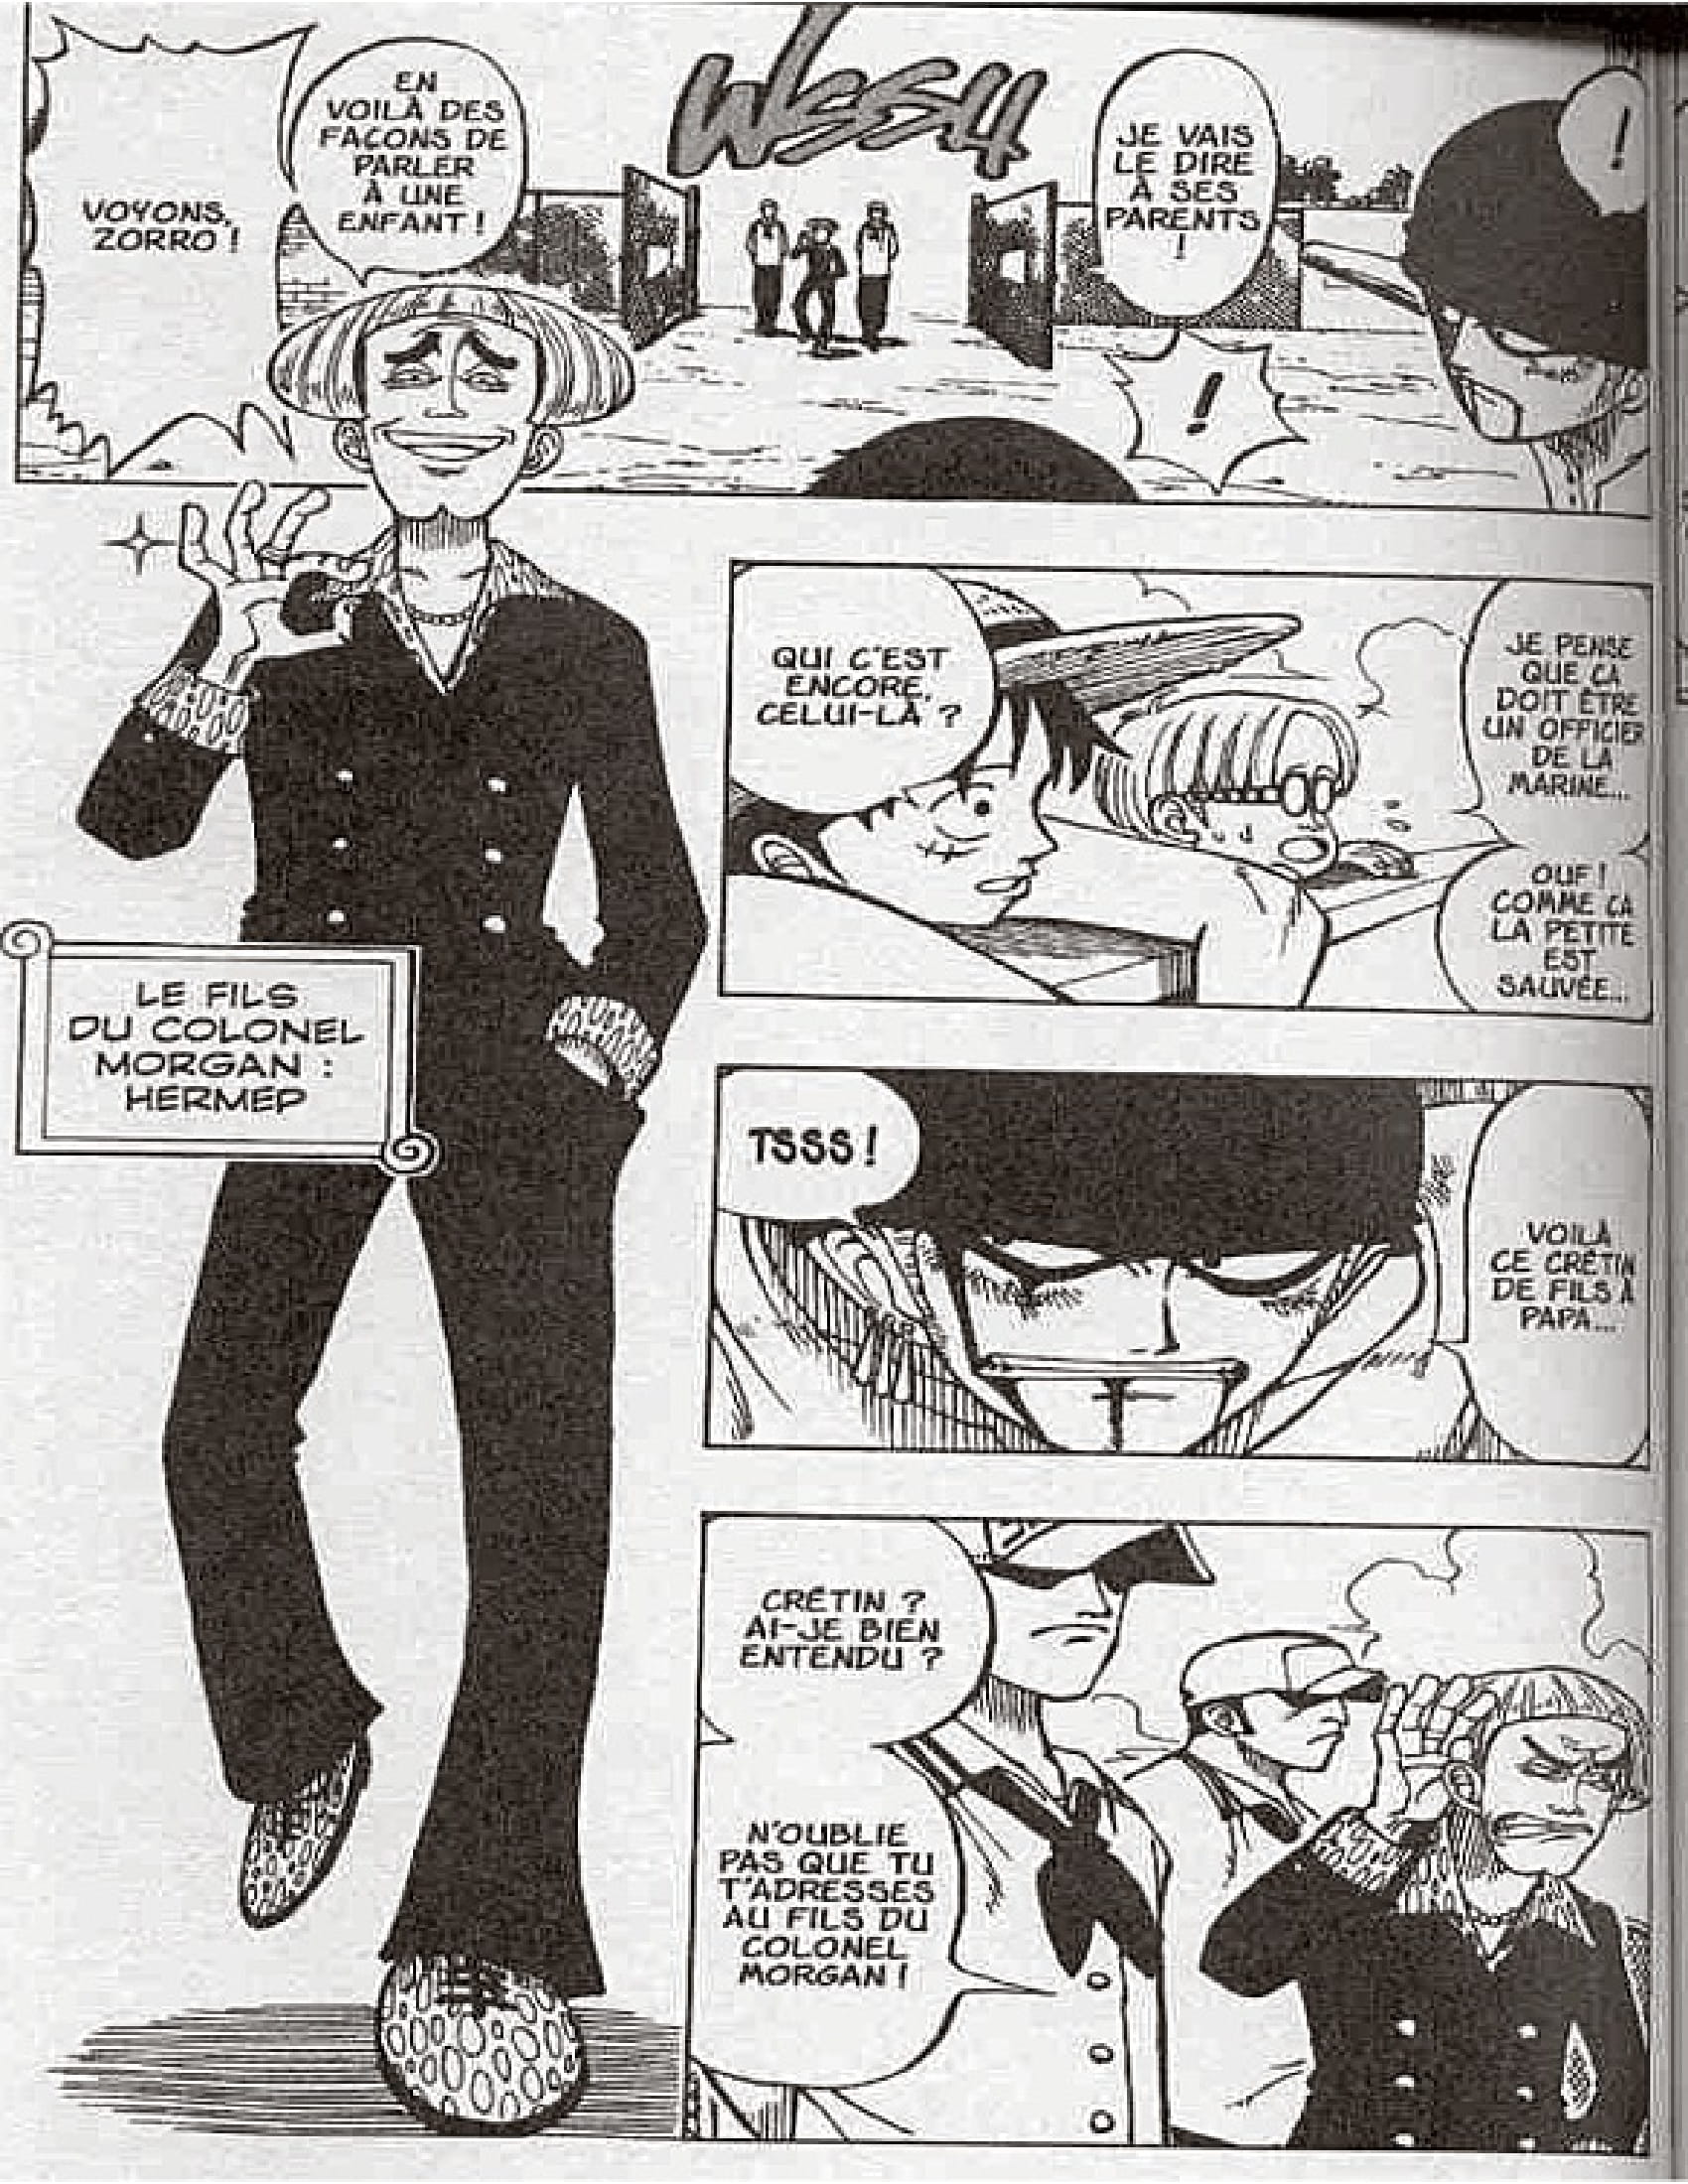 !
JE VAIS
LE DIRE
À SES
PARENTS
!
!
WSSH
EN
VOILÀ DES
FACONS DE
PARLER
À UNE
ENFANT !
VOYONS,
ZORRO !
JE PENSE
QUE ÇA
DOIT ÊTRE
UN OFFICIER
DE LA
MARINE...
OUF !
COMME ÇA
LA PETITE
EST
SAUVÉE...
QUI C'EST
ENCORE,
CELUI-LÀ ?
LE FILS
DU COLONEL
MORGAN :
HERMEP
VOILÀ
CE CRÉTIN
DE FILS À
PAPA...
TSSS !
CRÉTIN ?
AI-JE BIEN
ENTENDU ?
N'OUBLIE
PAS QUE TU
T'ADRESSES
AU FILS DU
COLONEL
MORGAN !